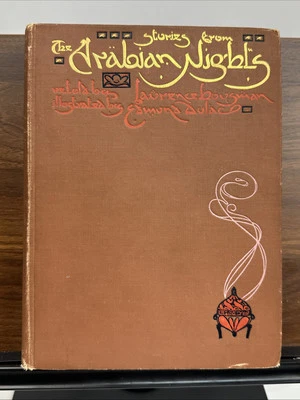 Stories from
The Arabian Nights
retold by Laurence Housman
Illustrated by Edmund Dulac